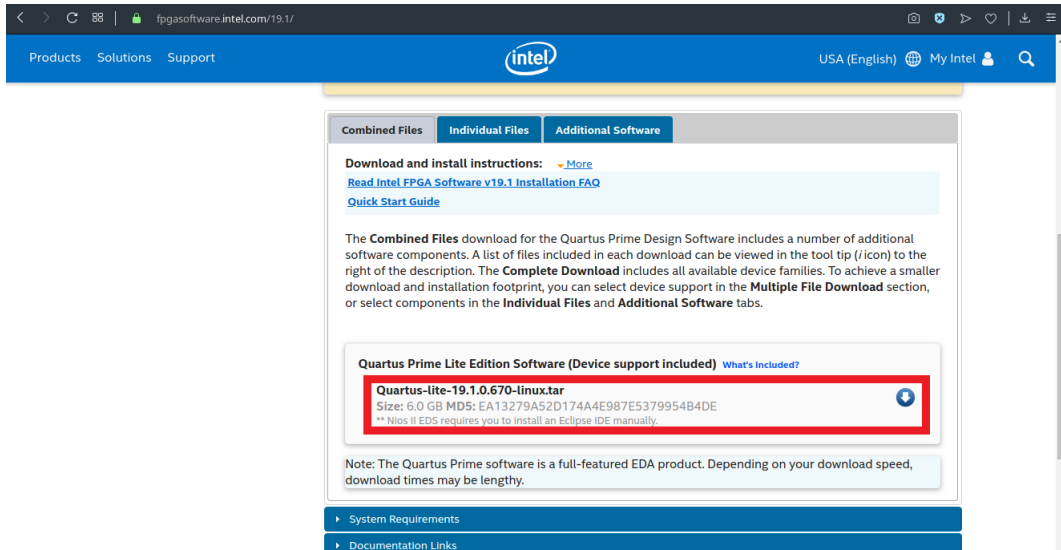 fpgasoftware.intel.com/19.1/
Products Solutions Support
intel
USA (English) My Intel
Combined Files Individual Files Additional Software
Download and install instructions: More
Read Intel FPGA Software v19.1 Installation FAQ
Quick Start Guide
The Combined Files download for the Quartus Prime Design Software includes a number of additional
software components. A list of files included in each download can be viewed in the tool tip (i icon) to the
right of the description. The Complete Download includes all available device families. To achieve a smaller
download and installation footprint, you can select device support in the Multiple File Download section,
or select components in the Individual Files and Additional Software tabs.
Quartus Prime Lite Edition Software (Device support included) What's Included?
Quartus-lite-19.1.0.670-linux.tar
Size: 6.0 GB MD5: EA13279A52D174A4E987E5379954B4DE
** Nios II EDS requires you to install an Eclipse IDE manually.
Note: The Quartus Prime software is a full-featured EDA product. Depending on your download speed,
download times may be lengthy.
System Requirements
Documentation Links